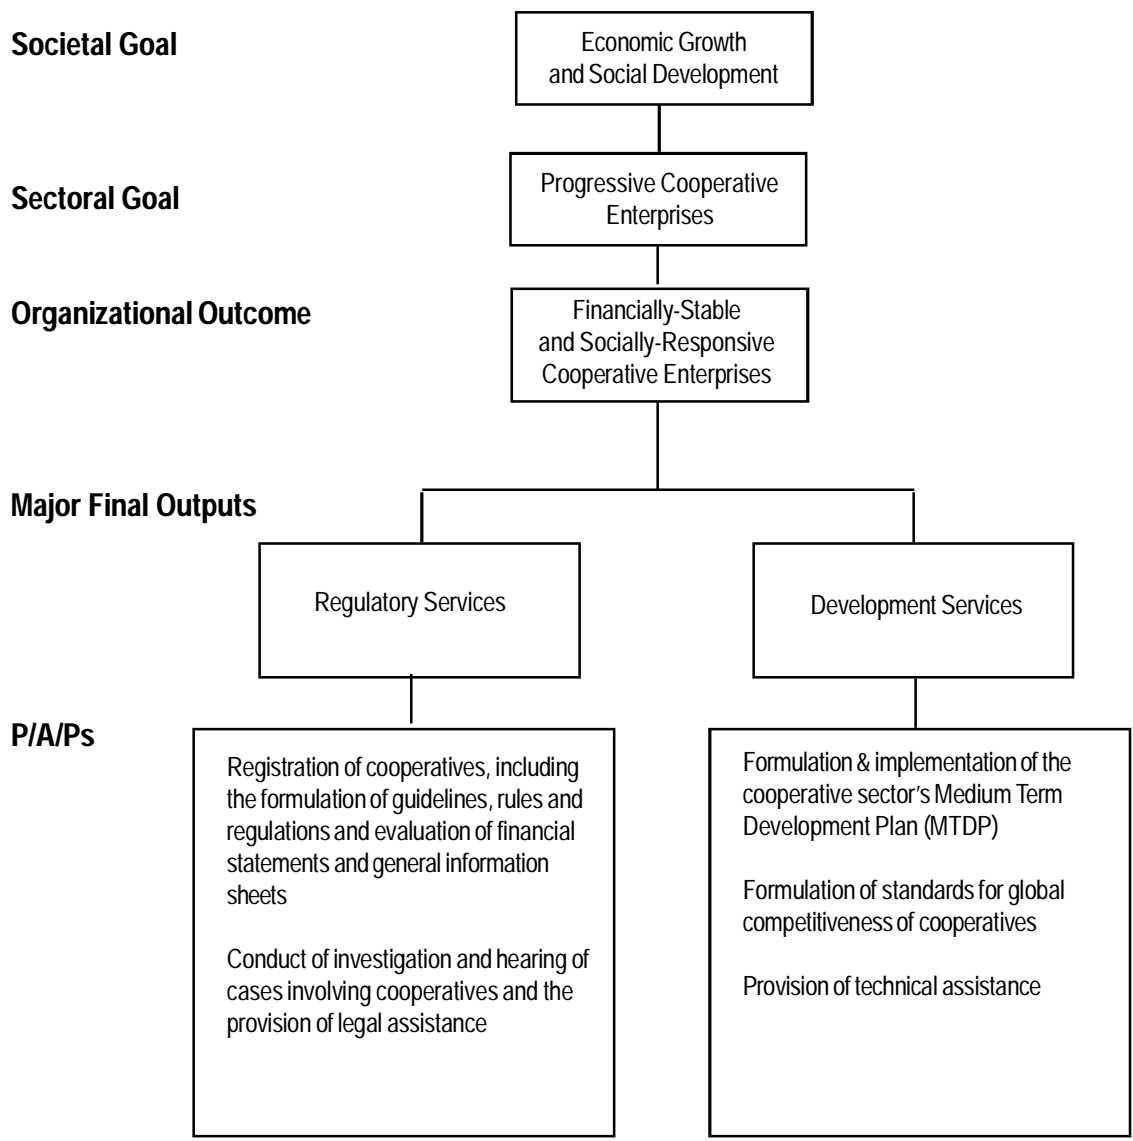 Societal Goal
Economic Growth
and Social Development
Sectoral Goal
Progressive Cooperative
Enterprises
Organizational Outcome
Financially-Stable
and Socially-Responsive
Cooperative Enterprises
Major Final Outputs
Regulatory Services
Development Services
P/A/Ps
Registration of cooperatives, including
the formulation of guidelines, rules and
regulations and evaluation of financial
statements and general information
sheets
Conduct of investigation and hearing of
cases involving cooperatives and the
provision of legal assistance
Formulation & implementation of the
cooperative sector's Medium Term
Development Plan (MTDP)
Formulation of standards for global
competitiveness of cooperatives
Provision of technical assistance